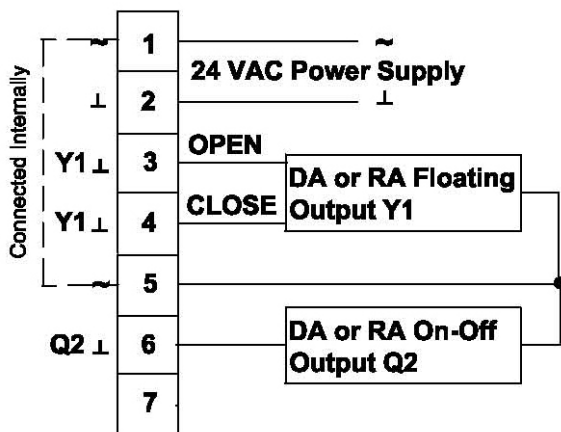 ~ 1 ~
24 VAC Power Supply
⊥ 2 ⊥
Connected Internally
Y1⊥ 3 OPEN
DA or RA Floating
Output Y1
Y1⊥ 4 CLOSE
~ 5
Q2⊥ 6
DA or RA On-Off
Output Q2
7